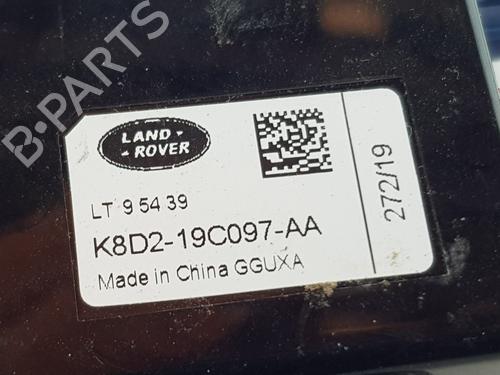 B-PARTS
LAND-
-ROVER
LT 9 54 39
K8D2-19C097-AA
Made in China GGUXA
272/19